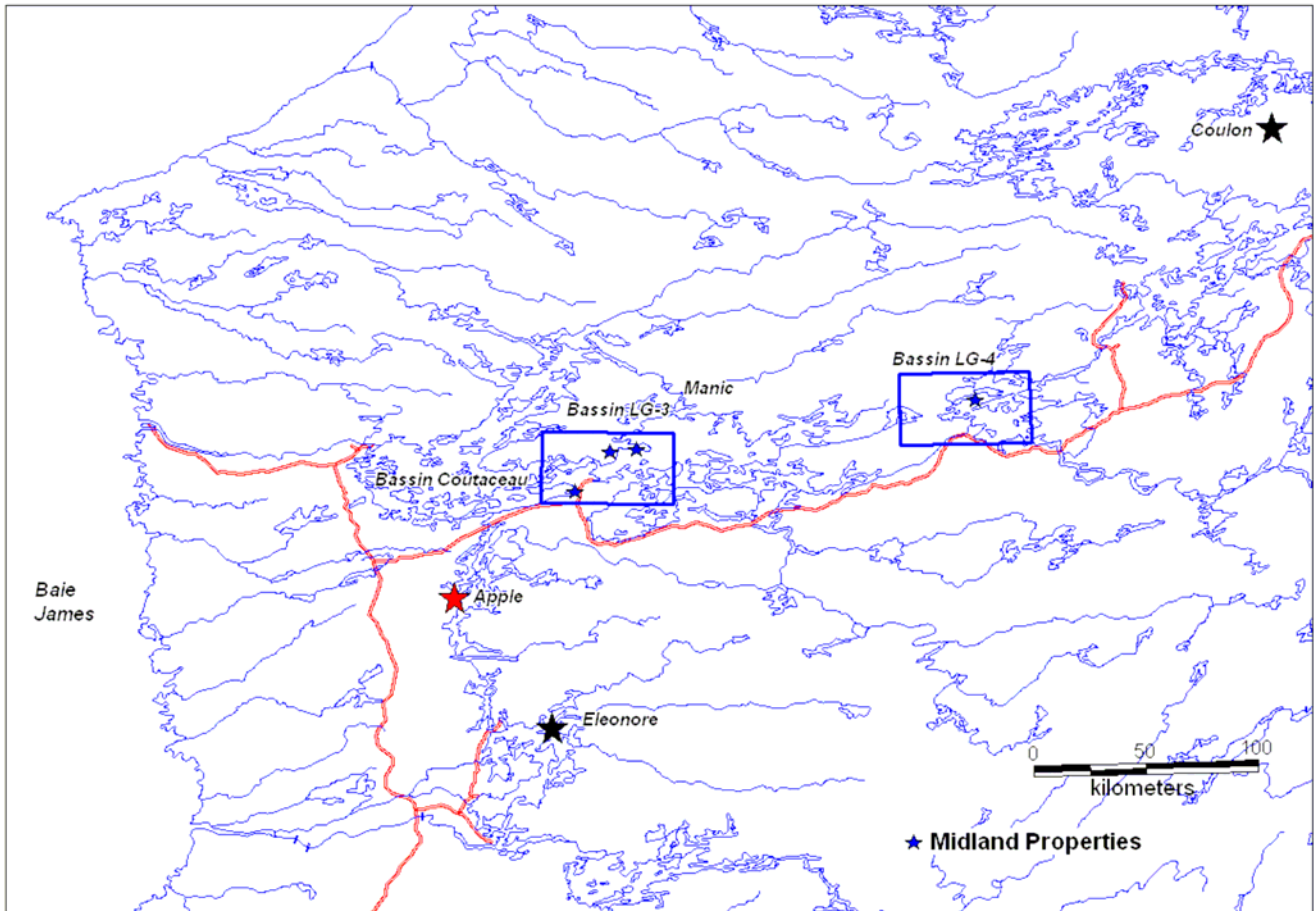 Coulon
Bassin LG-4
Manic
Bassin LG-3
Bassin Coutaceau
Baie
James
Apple
Eleonore
0 50 100
kilometers
Midland Properties